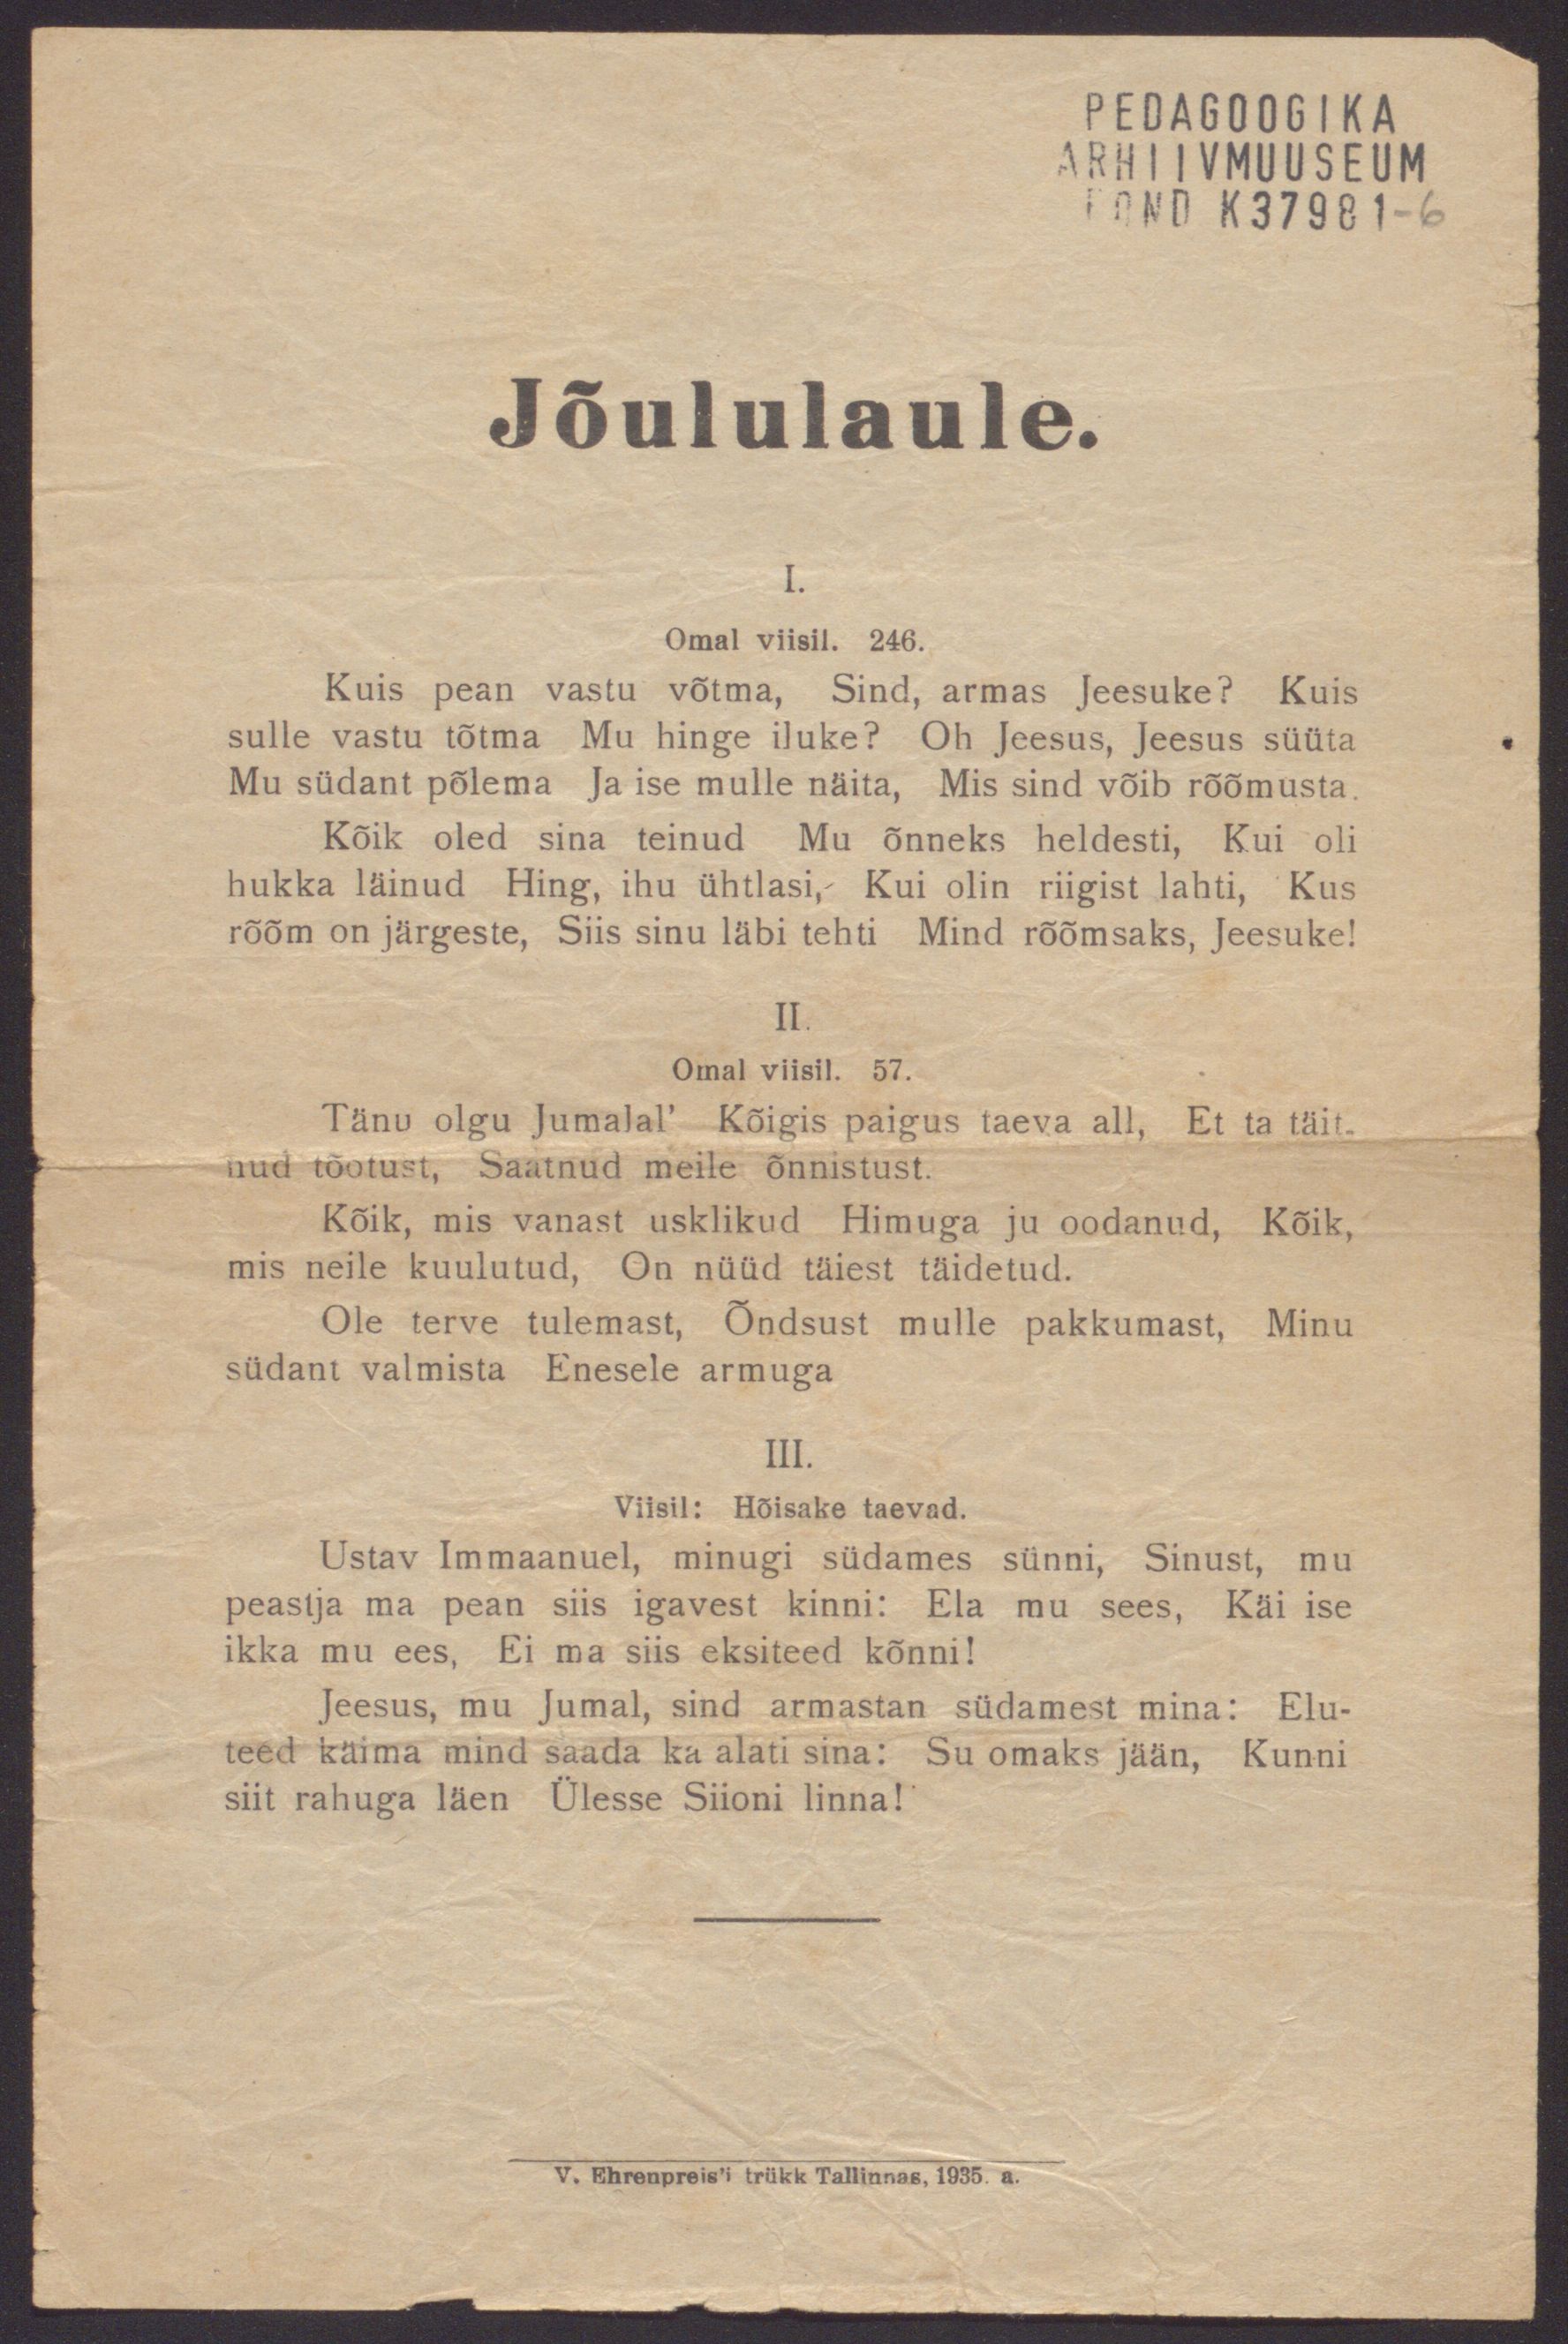 PEDAGOOGIKA
ARHIIVMUUSEUM
FOND K37981-6
Jõululaule.
I.
Omal viisil. 246.
Kuis pean vastu võtma, Sind, armas Jeesuke? Kuis
sulle vastu tõtma Mu hinge iluke? Oh Jeesus, Jeesus süüta
Mu südant põlema Ja ise mulle näita, Mis sind võib rõõmusta.
Kõik oled sina teinud Mu õnneks heldesti, Kui oli
hukka läinud Hing, ihu ühtlasi, Kui olin riigist lahti, Kus
rõõm on järgeste, Siis sinu läbi tehti Mind rõõmsaks, Jeesuke!
II.
Omal viisil. 57.
Tänu olgu Jumalal' Kõigis paigus taeva all, Et ta täit-
nud tõotust, Saatnud meile õnnistust.
Kõik, mis vanast usklikud Himuga ju oodanud, Kõik,
mis neile kuulutud, On nüüd täiest täidetud.
Ole terve tulemast, Õndsust mulle pakkumast, Minu
südant valmista Enesele armuga
III.
Viisil: Hõisake taevad.
Ustav Immaanuel, minugi südames sünni, Sinust, mu
peastja ma pean siis igavest kinni: Ela mu sees, Käi ise
ikka mu ees, Ei ma siis eksiteed kõnni!
Jeesus, mu Jumal, sind armastan südamest mina: Elu-
teed käima mind saada ka alati sina: Su omaks jään, Kunni
siit rahuga läen Ülesse Siioni linna!
V. Ehrenpreis'i trükk Tallinnas, 1935. a.